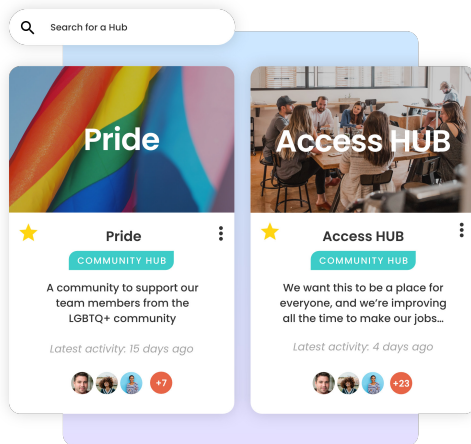 Search for a Hub
Pride
Pride
COMMUNITY HUB
A community to support our
team members from the
LGBTQ+ community
Latest activity: 15 days ago
+7
Access HUB
Access HUB
COMMUNITY HUB
We want this to be a place for
everyone, and we're improving
all the time to make our jobs...
Latest activity: 4 days ago
+23